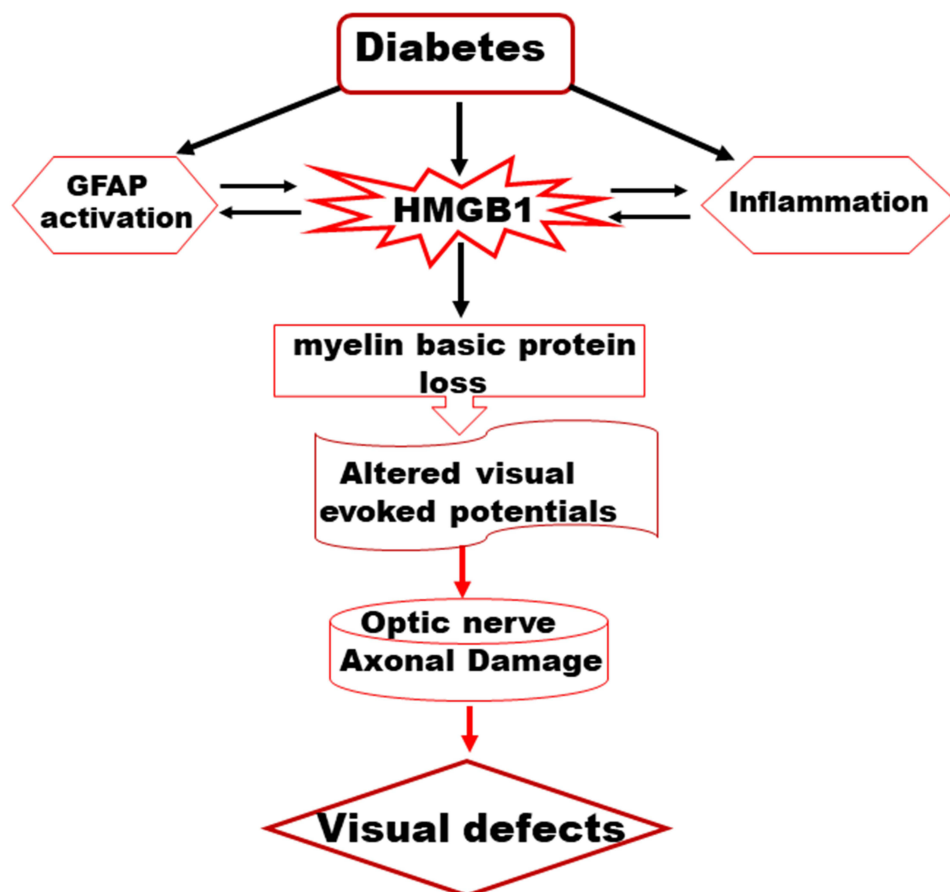 Diabetes
GFAP
activation
HMGB1
Inflammation
myelin basic protein
loss
Altered visual
evoked potentials
Optic nerve
Axonal Damage
Visual defects